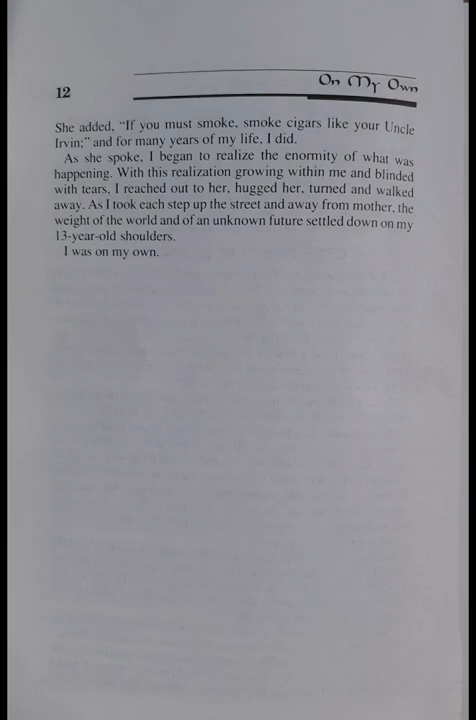 12
On My Own
She added, "If you must smoke, smoke cigars like your Uncle
Irvin;" and for many years of my life, I did.
As she spoke, I began to realize the enormity of what was
happening. With this realization growing within me and blinded
with tears, I reached out to her, hugged her, turned and walked
away. As I took each step up the street and away from mother, the
weight of the world and of an unknown future settled down on my
13-year-old shoulders.
I was on my own.